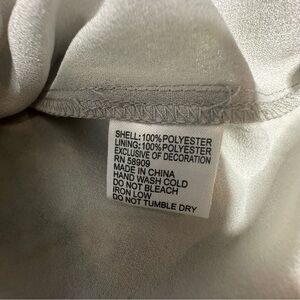 SHELL:100%POLYESTER
LINING:100%POLYESTER
EXCLUSIVE OF DECORATION
RN 58909
MADE IN CHINA
HAND WASH COLD
DO NOT BLEACH
IRON LOW
DO NOT TUMBLE DRY